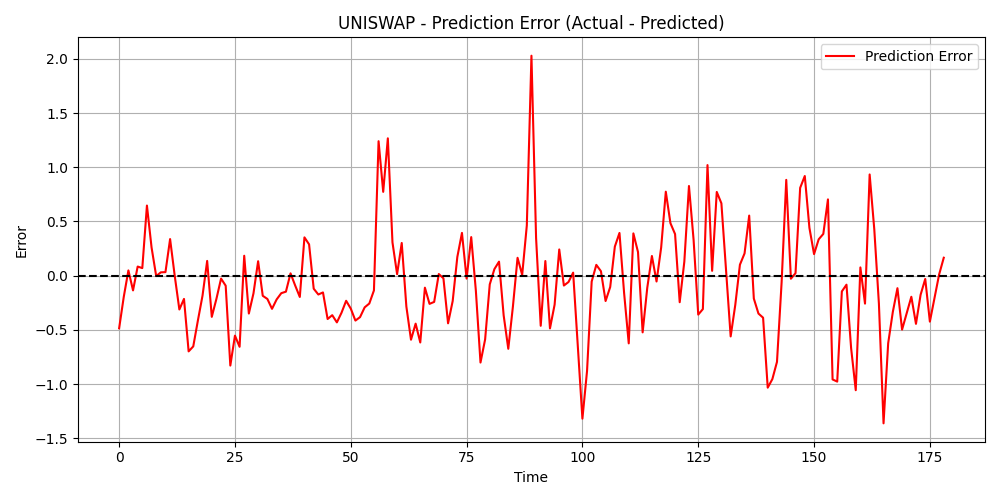 UNISWAP - Prediction Error (Actual - Predicted)
Prediction Error
2.0
1.5
1.0
0.5
0.0
−0.5
−1.0
−1.5
Error
0 25 50 75 100 125 150 175
Time